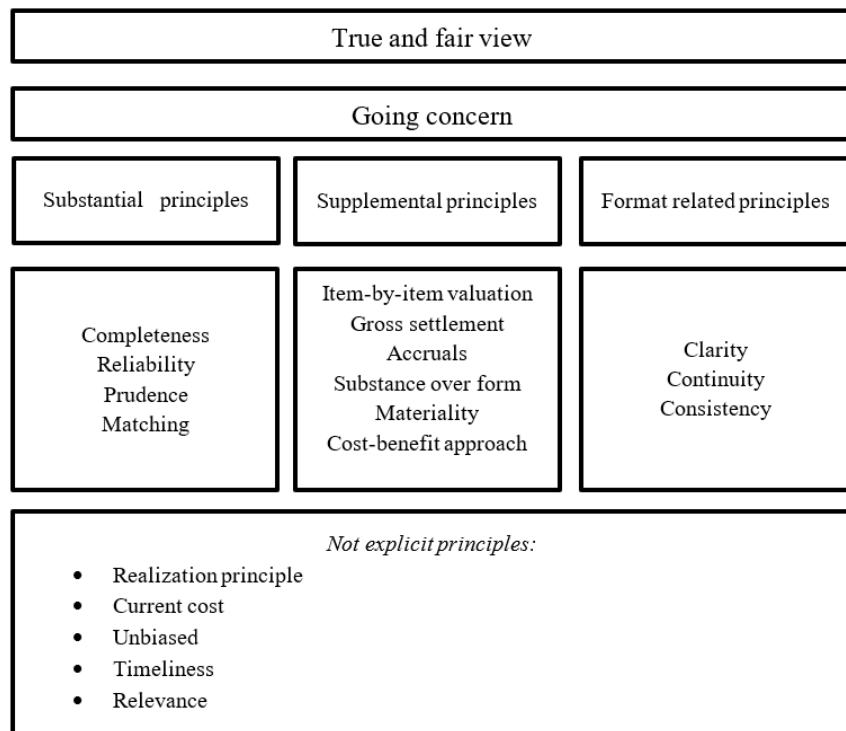 True and fair view
Going concern
Substantial principles
Supplemental principles
Format related principles
Completeness
Reliability
Prudence
Matching
Item-by-item valuation
Gross settlement
Accruals
Substance over form
Materiality
Cost-benefit approach
Clarity
Continuity
Consistency
Not explicit principles:
• Realization principle
• Current cost
• Unbiased
• Timeliness
• Relevance